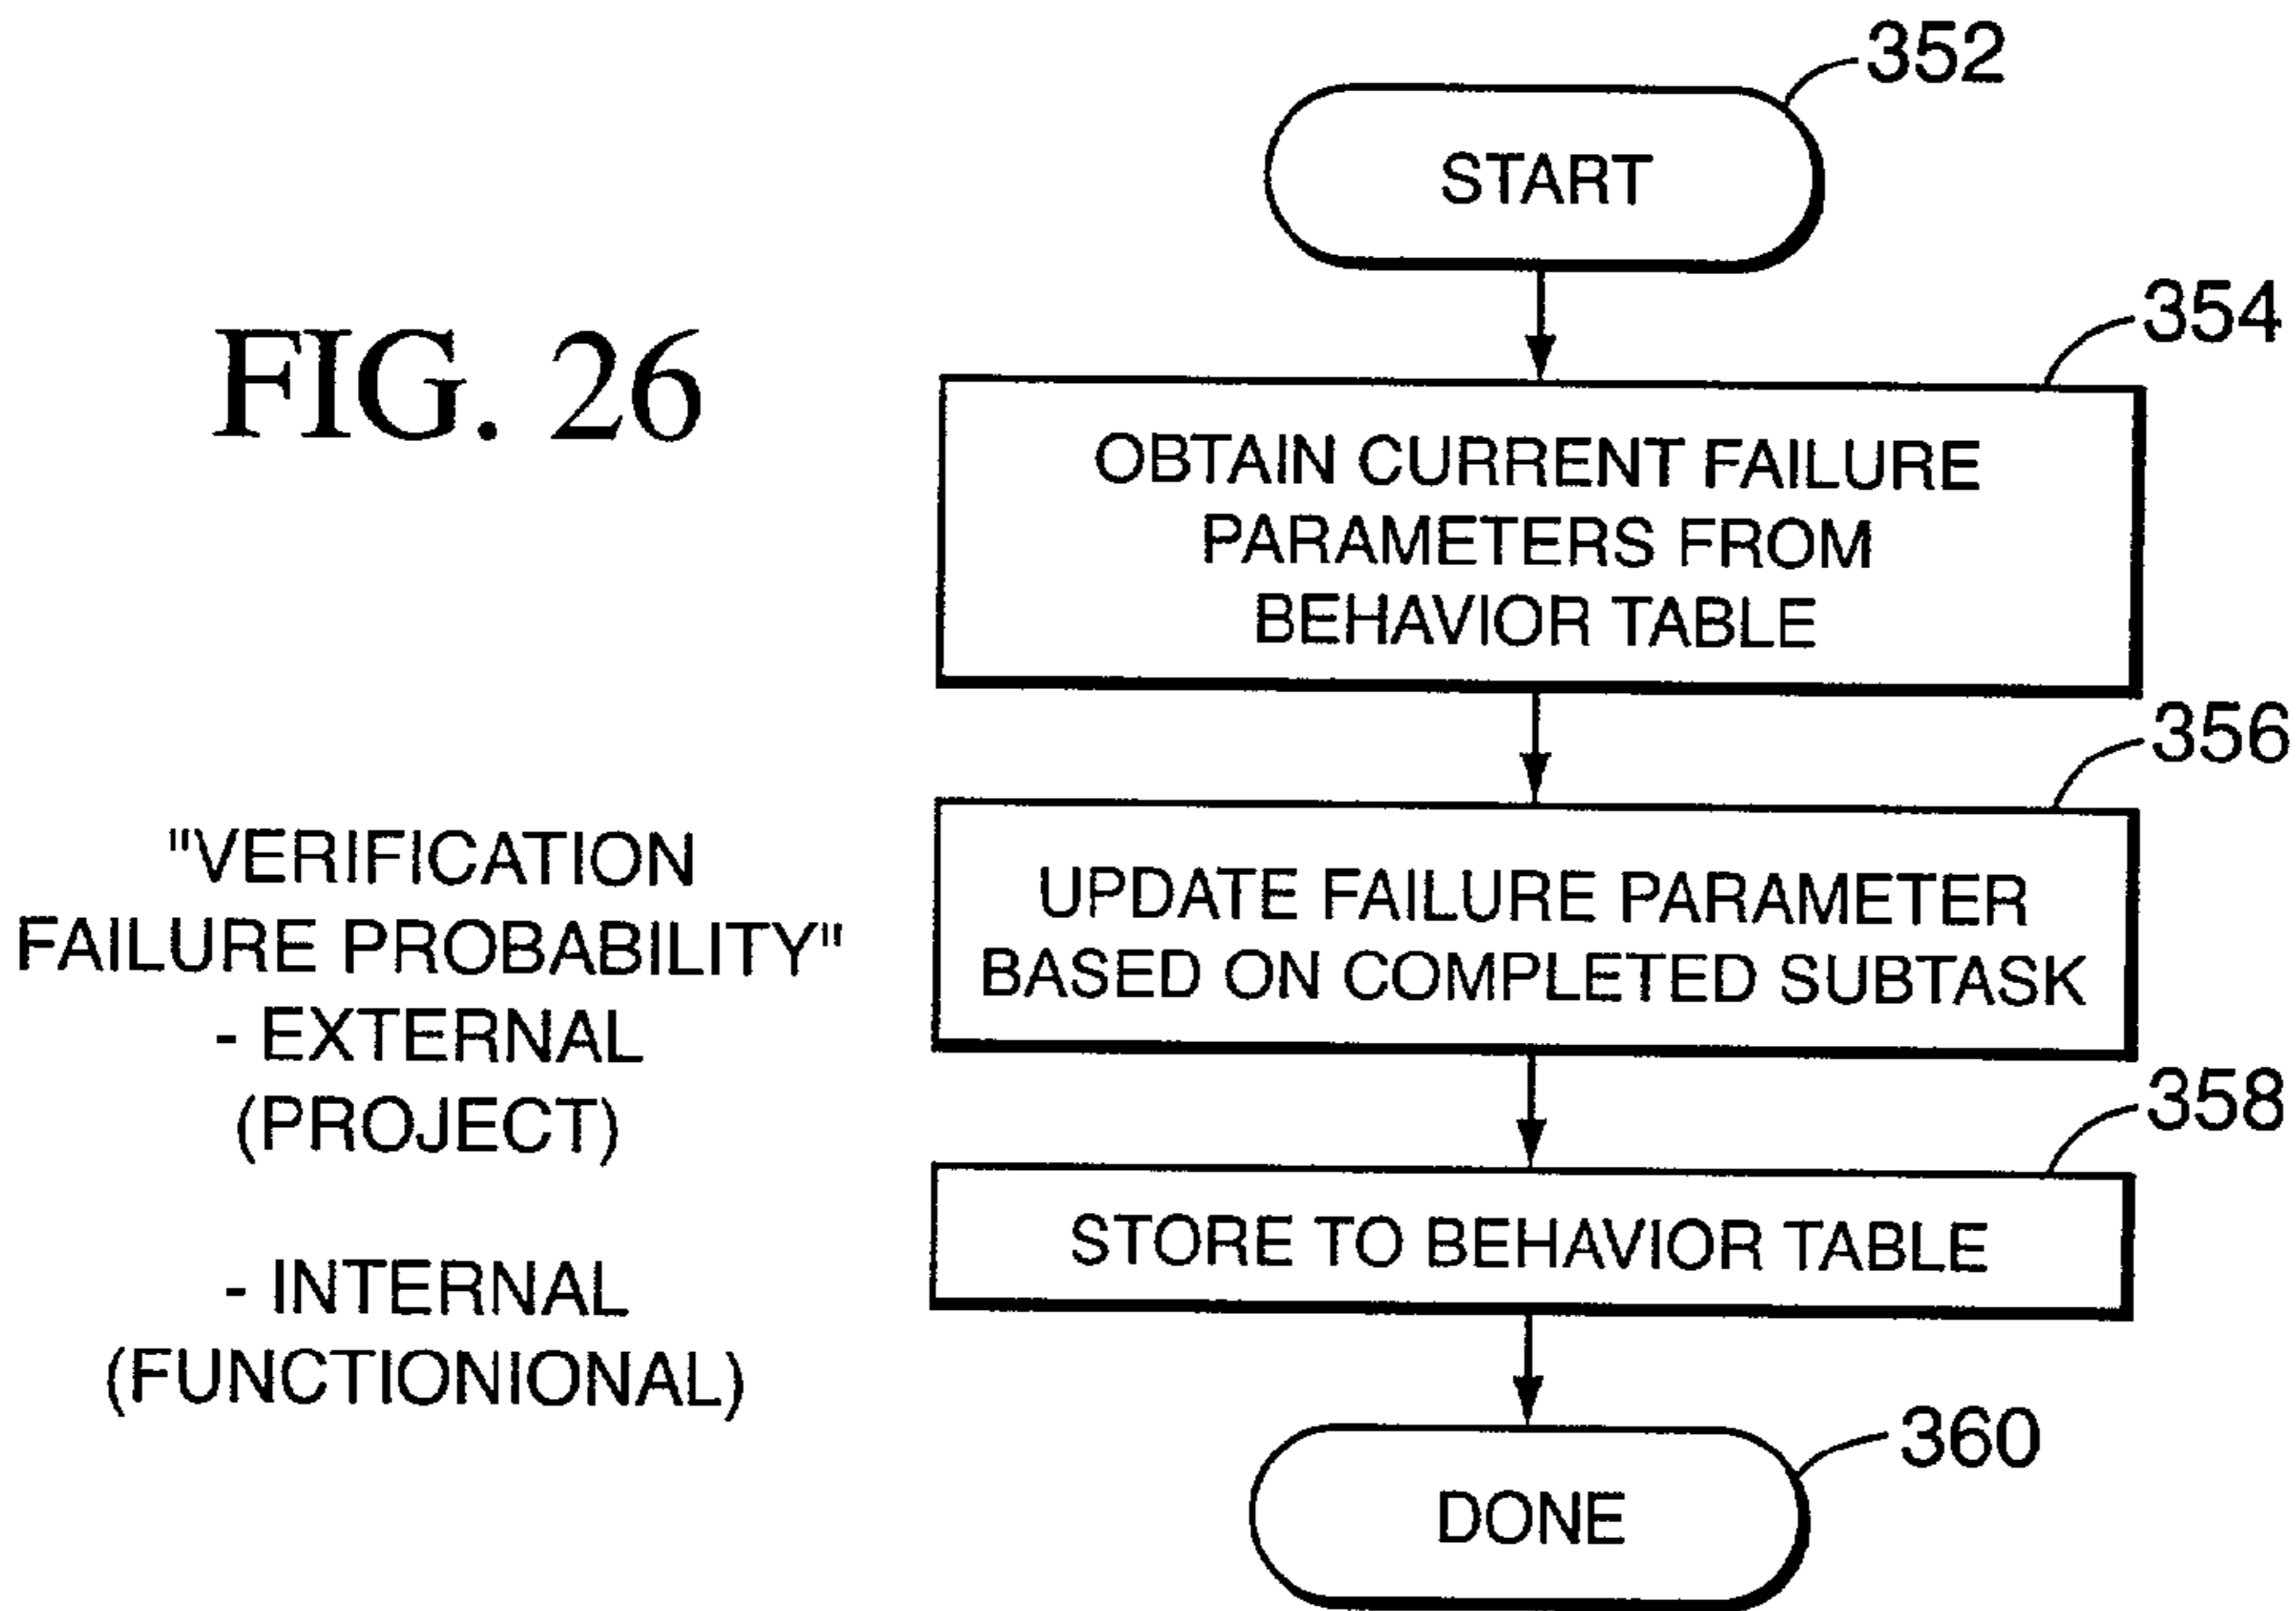 FIG. 26
"VERIFICATION
FAILURE PROBABILITY"
- EXTERNAL
(PROJECT)
- INTERNAL
(FUNCTIONIONAL)
352
START
354
OBTAIN CURRENT FAILURE
PARAMETERS FROM
BEHAVIOR TABLE
356
UPDATE FAILURE PARAMETER
BASED ON COMPLETED SUBTASK
358
STORE TO BEHAVIOR TABLE
360
DONE